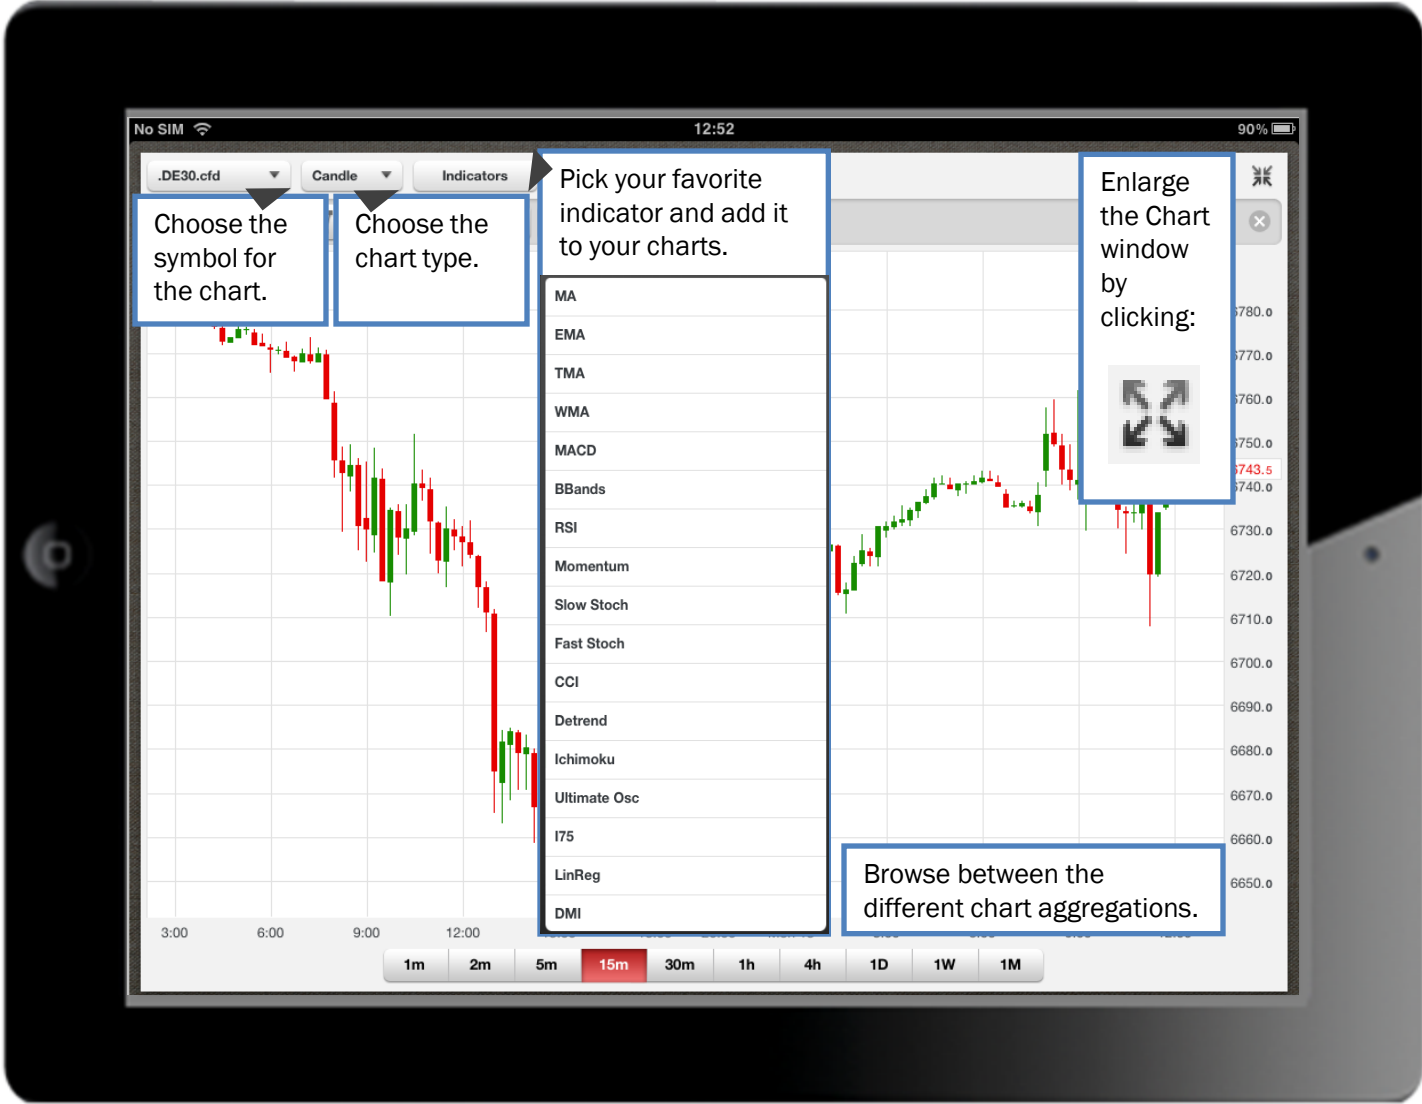 No SIM
12:52
90%
.DE30.cfd
Candle
Indicators
Choose the
symbol for
the chart.
Choose the
chart type.
Pick your favorite
indicator and add it
to your charts.
Enlarge
the Chart
window
by
clicking:
MA
EMA
TMA
WMA
MACD
BBands
RSI
Momentum
Slow Stoch
Fast Stoch
CCI
Detrend
Ichimoku
Ultimate Osc
I75
LinReg
DMI
6780.0
6770.0
6760.0
6750.0
6743.5
6740.0
6730.0
6720.0
6710.0
6700.0
6690.0
6680.0
6670.0
6660.0
6650.0
Browse between the
different chart aggregations.
3:00
6:00
9:00
12:00
1m
2m
5m
15m
30m
1h
4h
1D
1W
1M